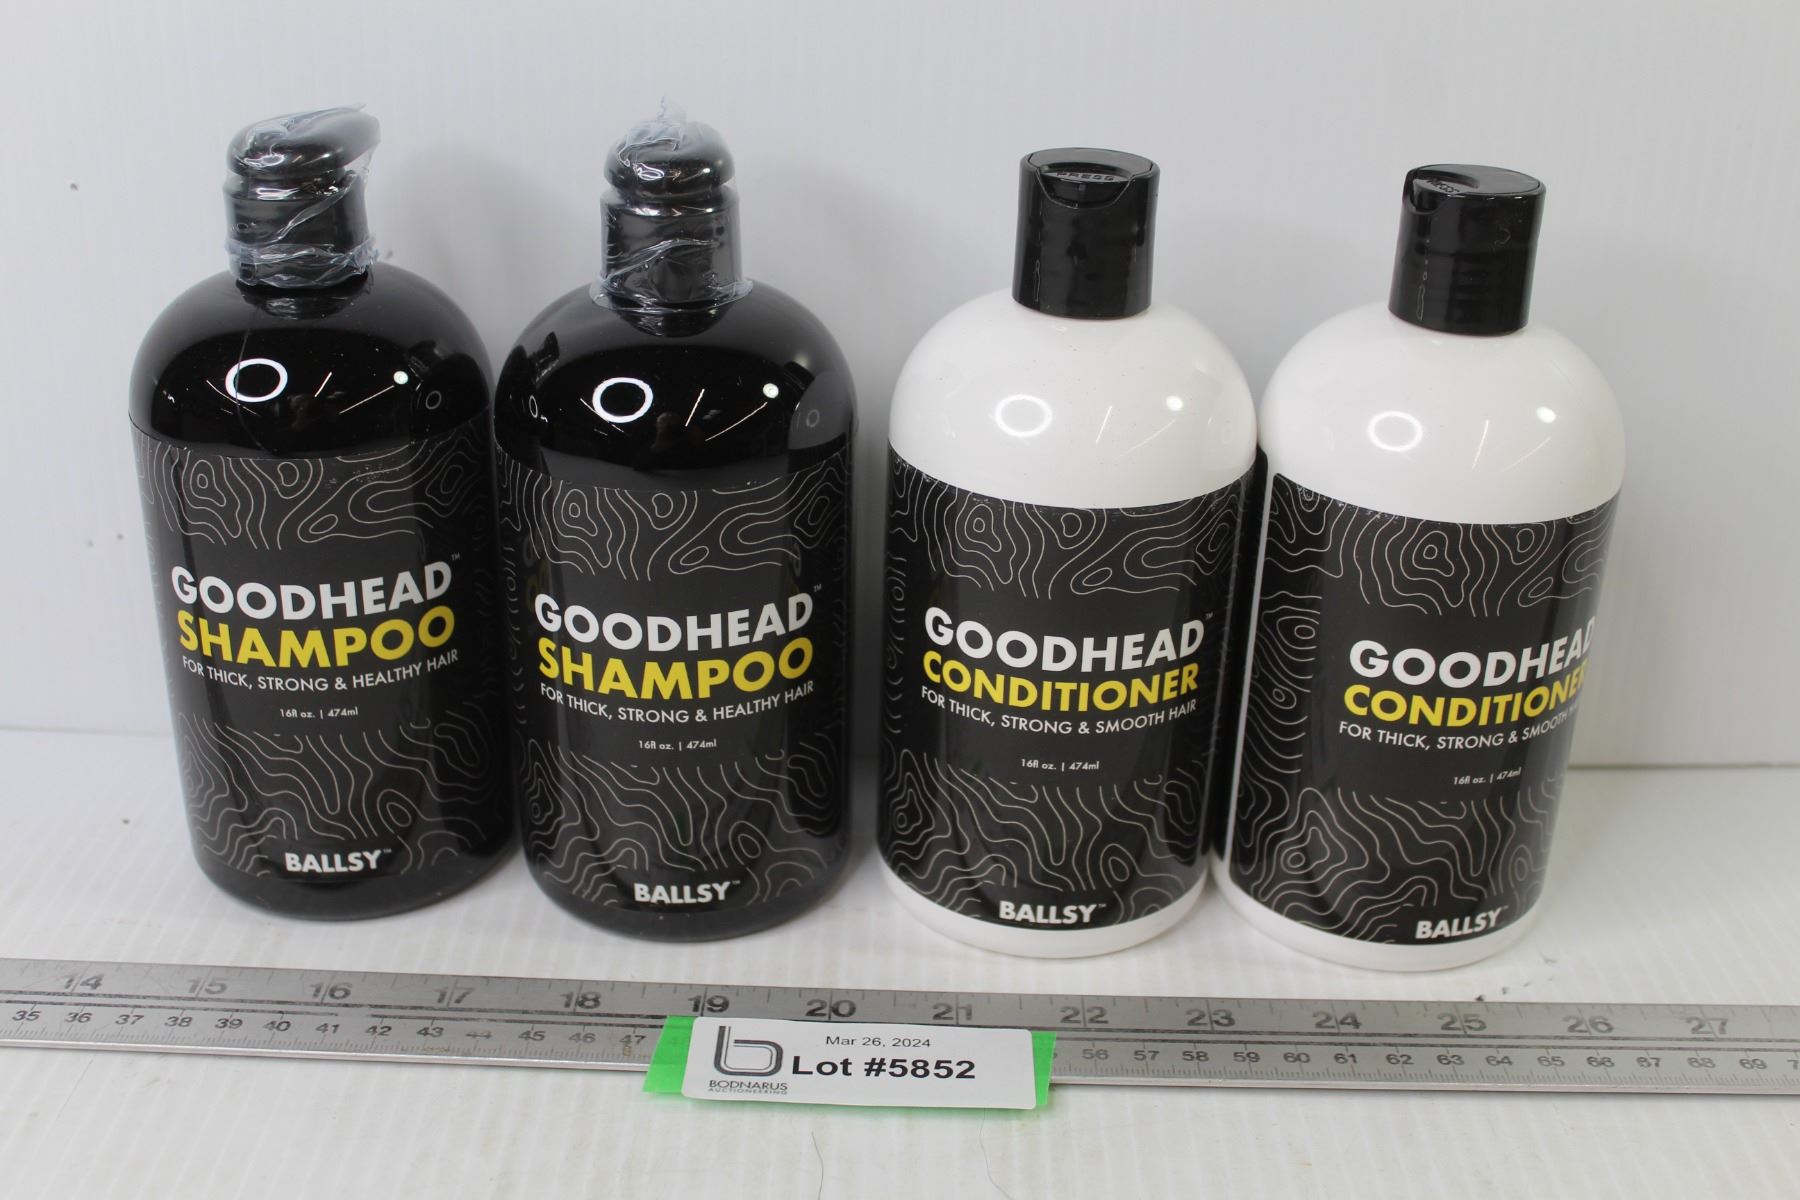 GOODHEAD™
SHAMPOO
FOR THICK, STRONG & HEALTHY HAIR
16fl oz. | 474ml
BALLSY™
GOODHEAD™
SHAMPOO
FOR THICK, STRONG & HEALTHY HAIR
16fl oz. | 474ml
BALLSY™
PRESS
GOODHEAD™
CONDITIONER
FOR THICK, STRONG & SMOOTH HAIR
16fl oz. | 474ml
BALLSY™
GOODHEAD
CONDITIONER
FOR THICK, STRONG & SMOOTH
16fl oz. | 474ml
BALLSY™
14 15 16 17 18 19 20 21 22 23 24 25 26 27
35 36 37 38 39 40 41 42 43 44 45 46 47 56 57 58 59 60 61 62 63 64 65 66 67 68 69
Mar 26, 2024
Lot #5852
BODNARUS
AUCTIONEERING